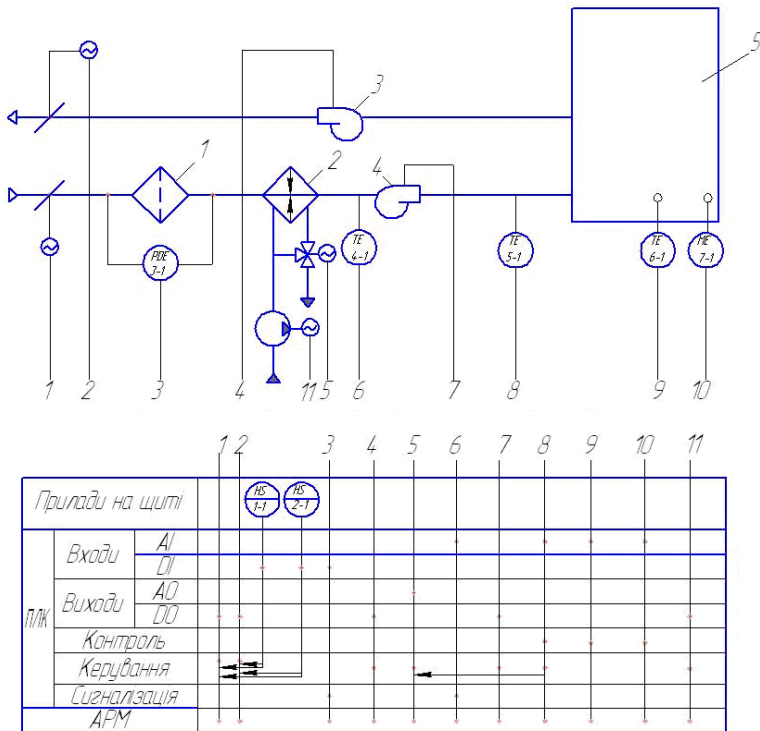 5
3
1
2
4
PDE
3-1
TE
4-1
TE
5-1
TE
6-1
ME
7-1
1 2 3 4 11 5 6 7 8 9 10
1 2 3 4 5 6 7 8 9 10 11
Прилади на щиті
HS
1-1
HS
2-1
ПЛК
Входи
AI
DI
Виходи
AO
DO
Контроль
Керування
Сигналізація
АРМ